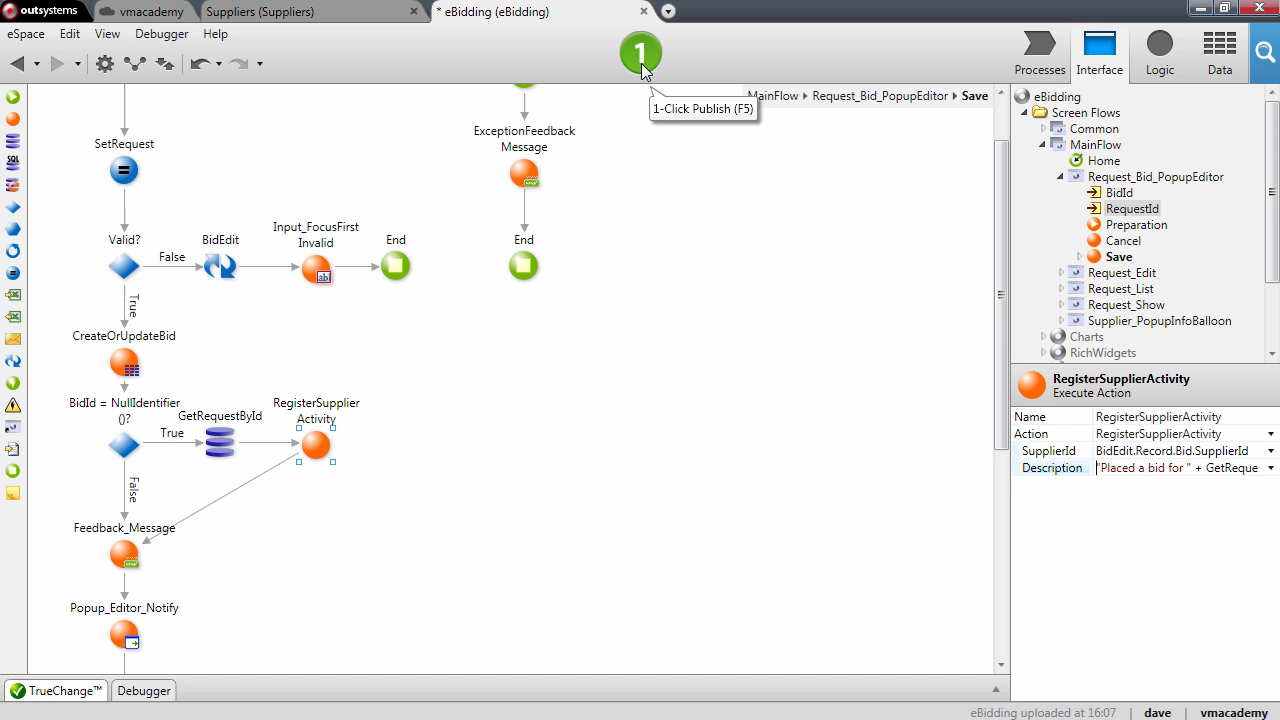 outsystems
vmacademy
Suppliers (Suppliers)
* eBidding (eBidding)
eSpace
Edit
View
Debugger
Help
1
Processes
Interface
Logic
Data
1-Click Publish (F5)
MainFlow
Request_Bid_PopupEditor
Save
SQL
SetRequest
Valid?
False
BidEdit
Input_FocusFirst
Invalid
End
True
CreateOrUpdateBid
BidId = NullIdentifier
()?
True
GetRequestById
RegisterSupplier
Activity
False
Feedback_Message
Popup_Editor_Notify
ExceptionFeedback
Message
End
eBidding
Screen Flows
Common
MainFlow
Home
Request_Bid_PopupEditor
BidId
RequestId
Preparation
Cancel
Save
Request_Edit
Request_List
Request_Show
Supplier_PopupInfoBalloon
Charts
RichWidgets
RegisterSupplierActivity
Execute Action
Name RegisterSupplierActivity
Action RegisterSupplierActivity
SupplierId BidEdit.Record.Bid.SupplierId
Description "Placed a bid for " + GetReque
TrueChange™
Debugger
eBidding uploaded at 16:07
dave
vmacademy